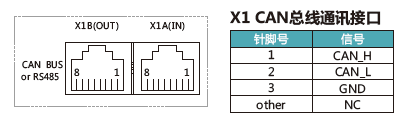 X1B(OUT) X1A(IN)
CAN BUS
or RS485
8 1 8 1
X1 CAN总线通讯接口
针脚号 信号
1 CAN_H
2 CAN_L
3 GND
other NC